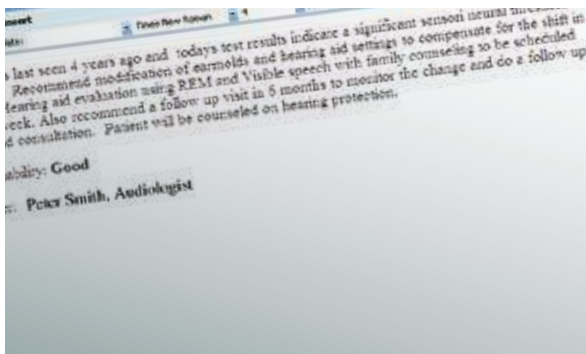 Times New Roman
s last seen 4 years ago and todays test results indicate a significant sensori neural
Recommend modification of earmolds and hearing aid settings to compensate for the shift in
Hearing aid evaluation using REM and Visible speech with family counseling to be scheduled
week. Also recommend a follow up visit in 6 months to monitor the change and do a follow up
d consultation. Patient will be counseled on hearing protection.
ability: Good
Peter Smith, Audiologist